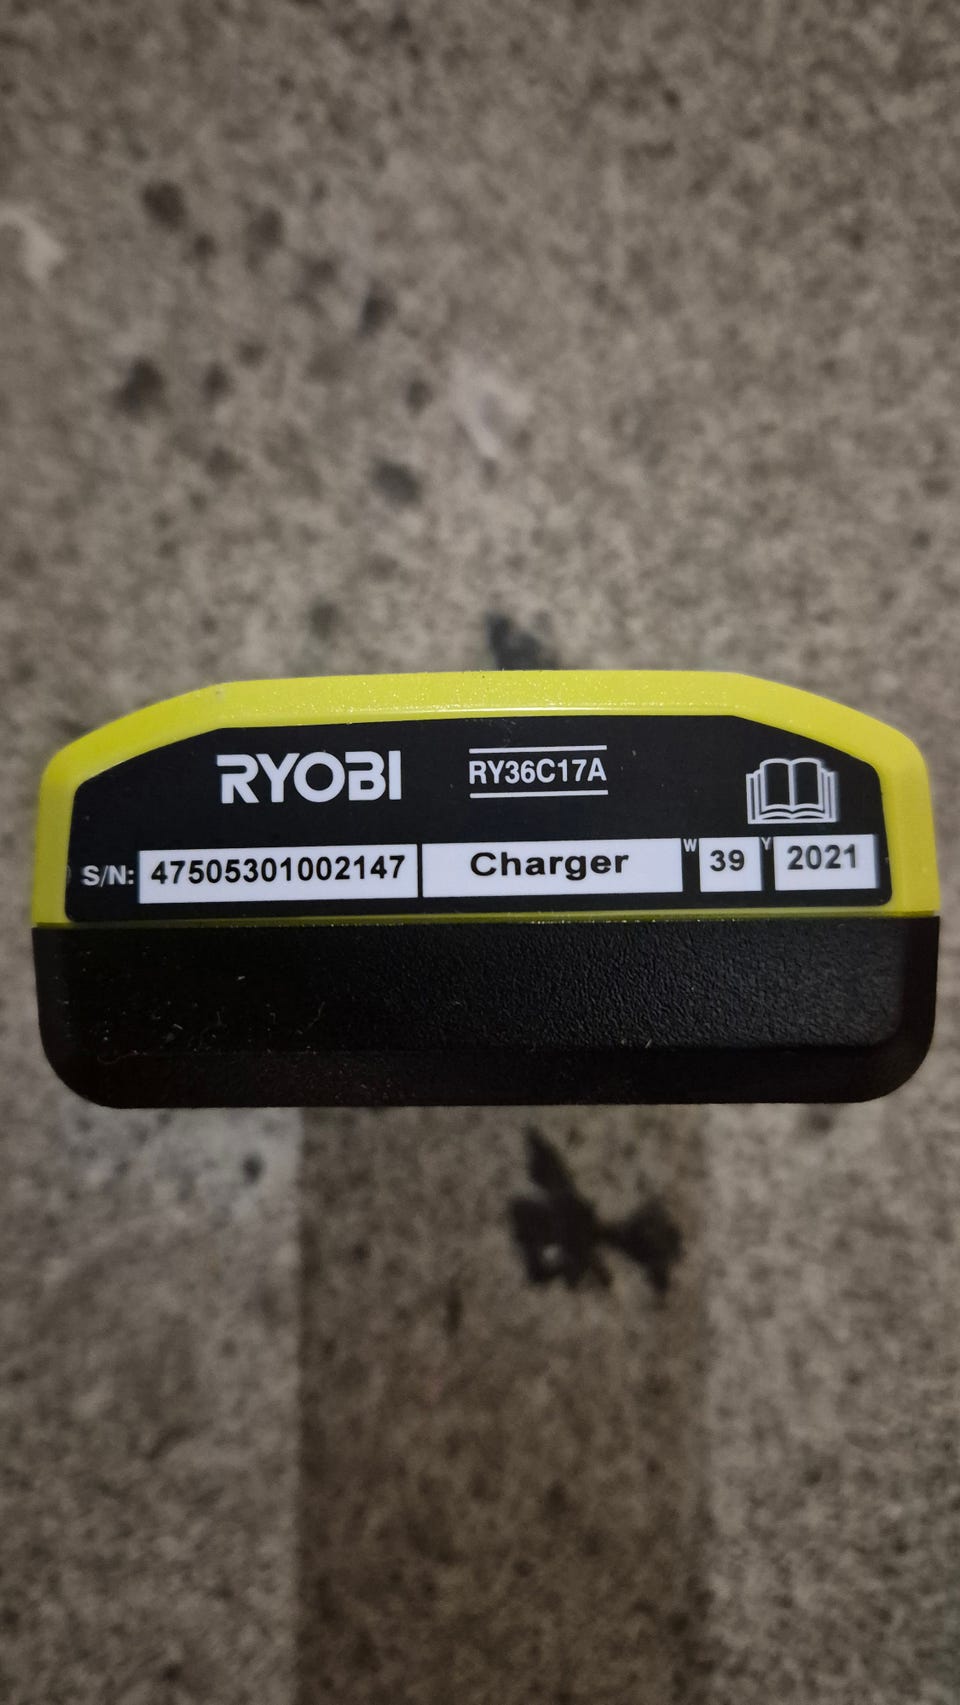 RYOBI RY36C17A
S/N: 47505301002147 Charger W 39 Y 2021